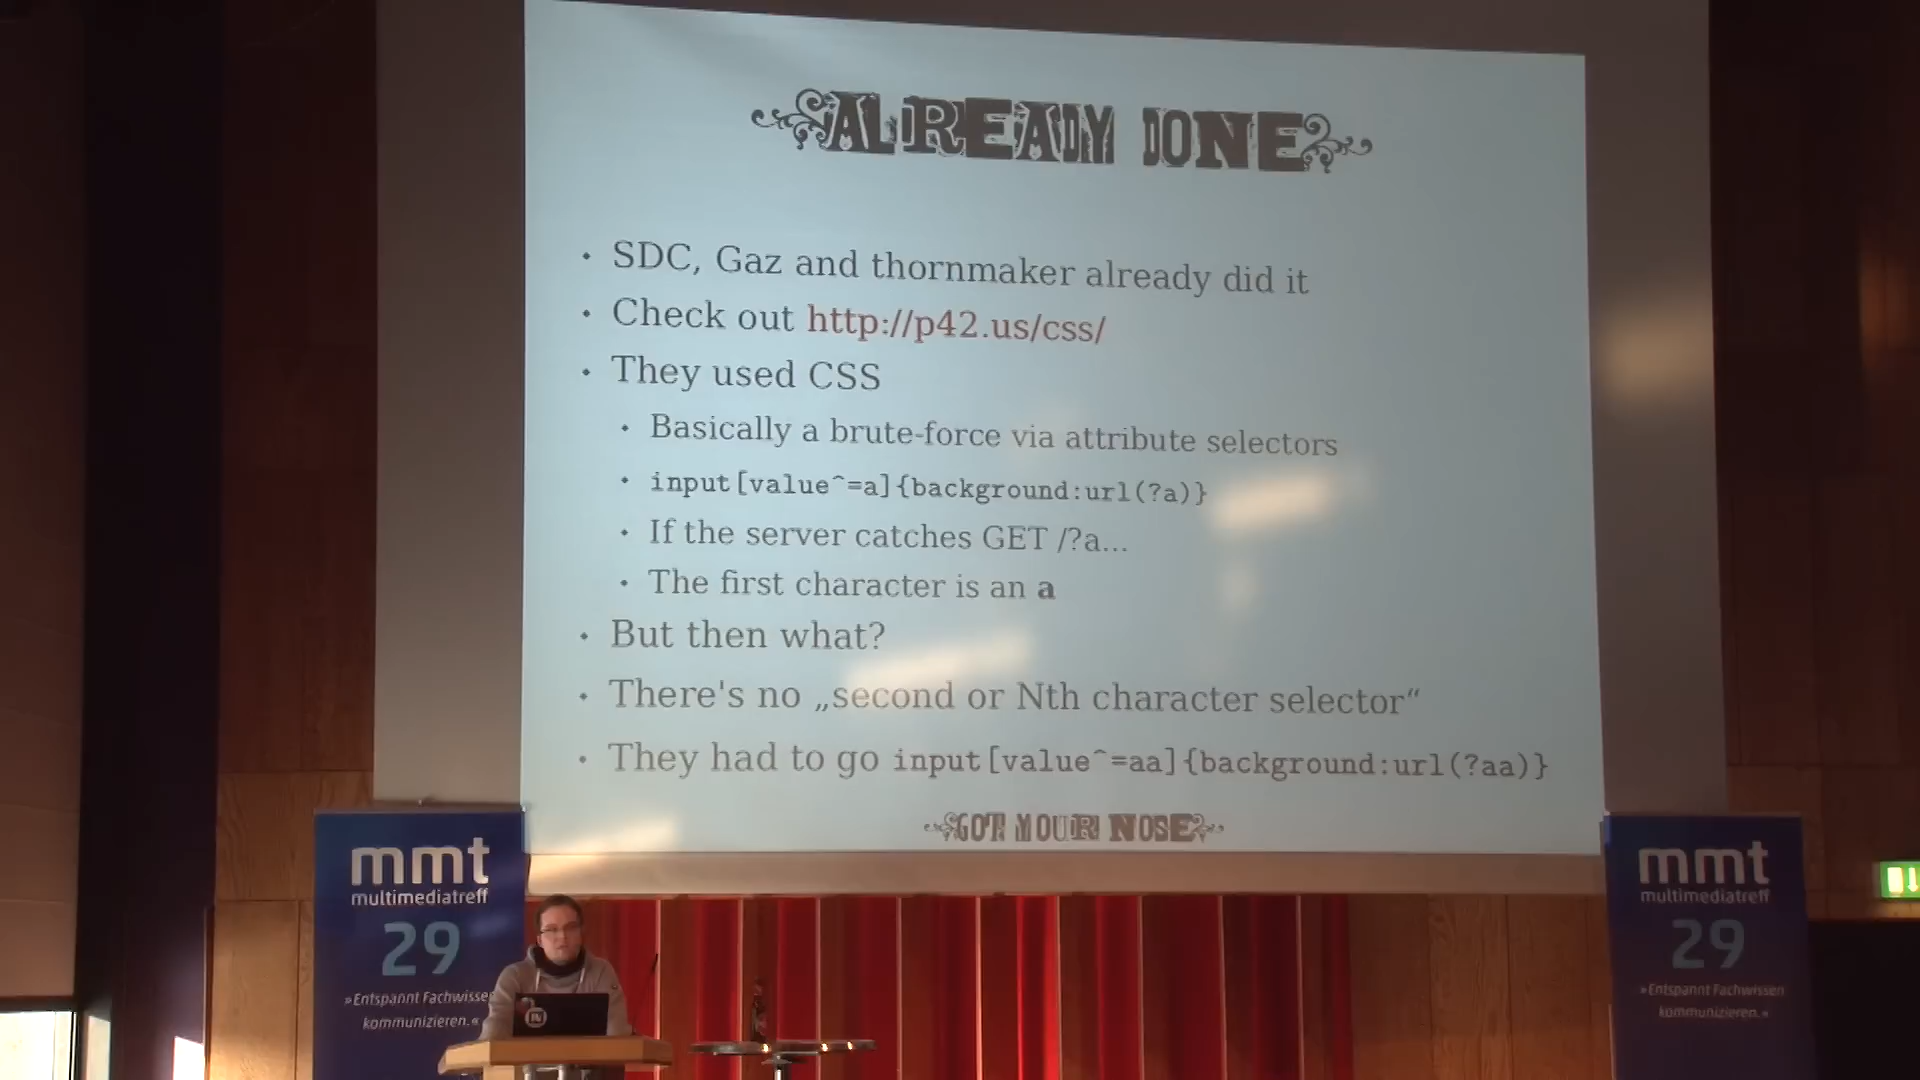 ALREADY DONE
• SDC, Gaz and thornmaker already did it
• Check out http://p42.us/css/
• They used CSS
• Basically a brute-force via attribute selectors
• input[value^=a]{background:url(?a)}
• If the server catches GET /?a...
• The first character is an a
• But then what?
• There's no „second or Nth character selector“
• They had to go input[value^=aa]{background:url(?aa)}
GOT YOUR NOSE
mmt
multimediatreff
29
»Entspannt Fachwissen
kommunizieren.«
mmt
multimediatreff
29
»Entspannt Fachwissen
kommunizieren.«